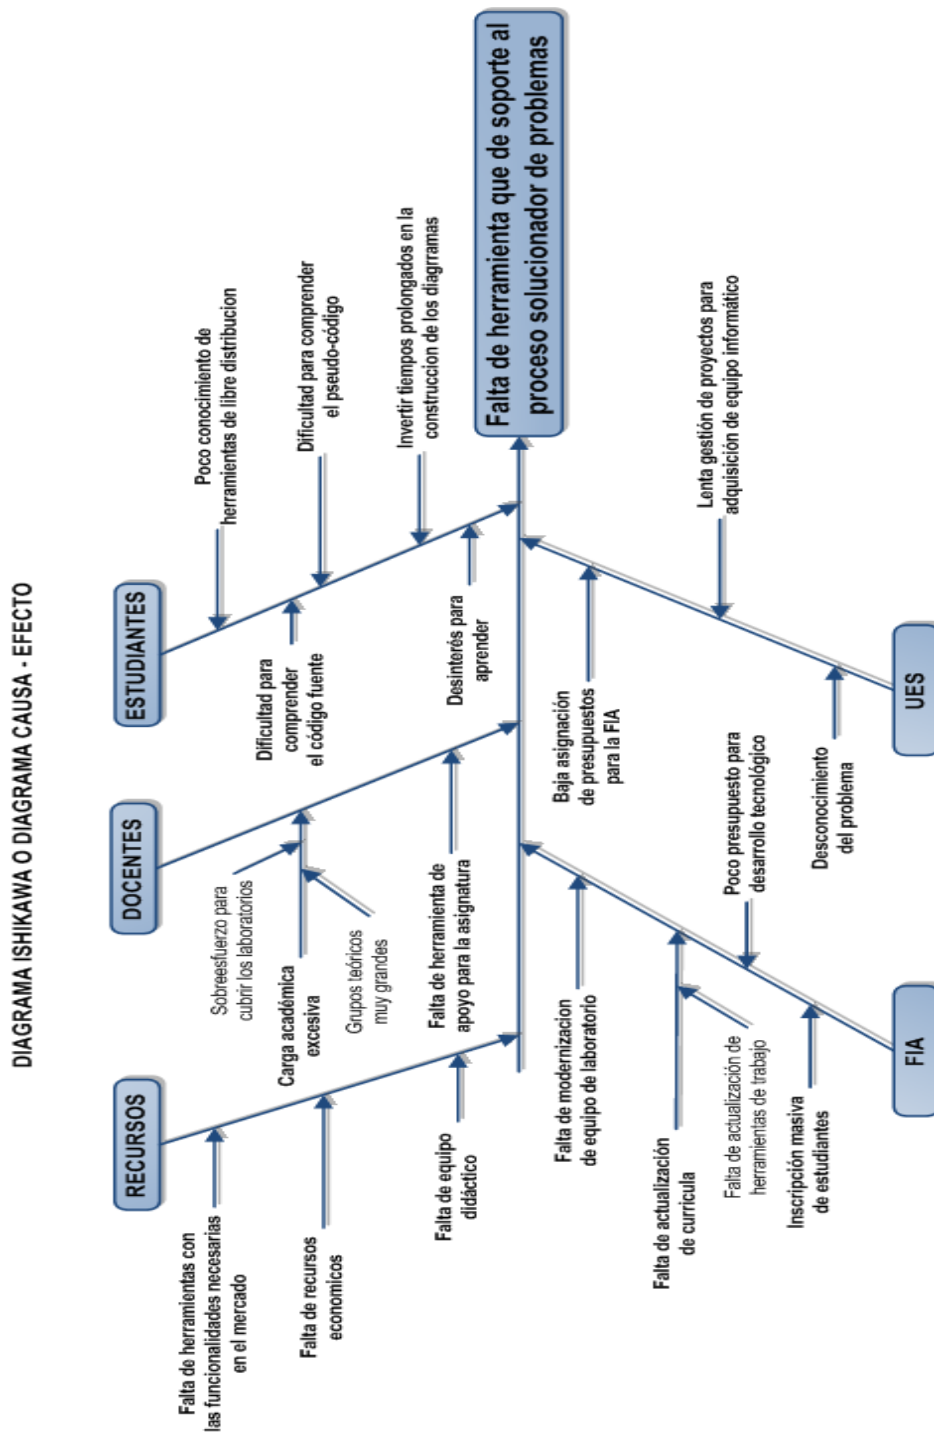 DIAGRAMA ISHIKAWA O DIAGRAMA CAUSA - EFECTO
RECURSOS
Falta de herramientas con
las funcionalidades necesarias
en el mercado
Falta de recursos
economicos
Falta de equipo
didáctico
DOCENTES
Sobreesfuerzo para
cubrir los laboratorios
Carga académica
excesiva
Grupos teóricos
muy grandes
Falta de herramienta de
apoyo para la asignatura
ESTUDIANTES
Poco conocimiento de
herramientas de libre distribucion
Dificultad para
comprender
el código fuente
Dificultad para comprender
el pseudo-código
Invertir tiempos prolongados en la
construccion de los diagrramas
Desinterés para
aprender
Falta de herramienta que de soporte al
proceso solucionador de problemas
Falta de modernizacion
de equipo de laboratorio
Falta de actualización
de curricula
Falta de actualización de
herramientas de trabajo
Poco presupuesto para
desarrollo tecnológico
Inscripción masiva
de estudiantes
FIA
Baja asignación
de presupuestos
para la FIA
Lenta gestión de proyectos para
adquisición de equipo informático
Desconocimiento
del problema
UES